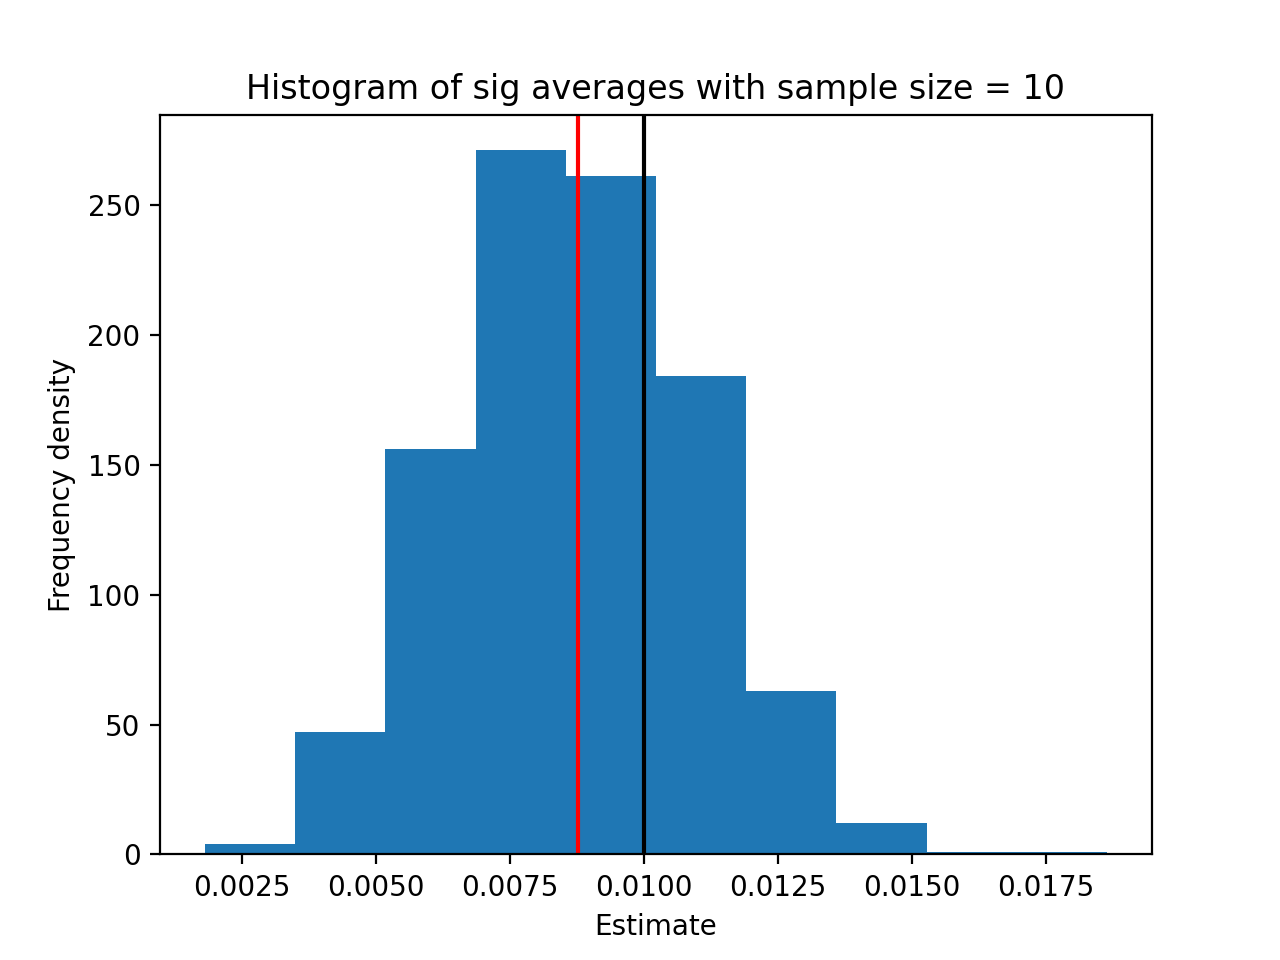 Histogram of sig averages with sample size = 10
250
200
150
100
50
0
Frequency density
0.0025 0.0050 0.0075 0.0100 0.0125 0.0150 0.0175
Estimate